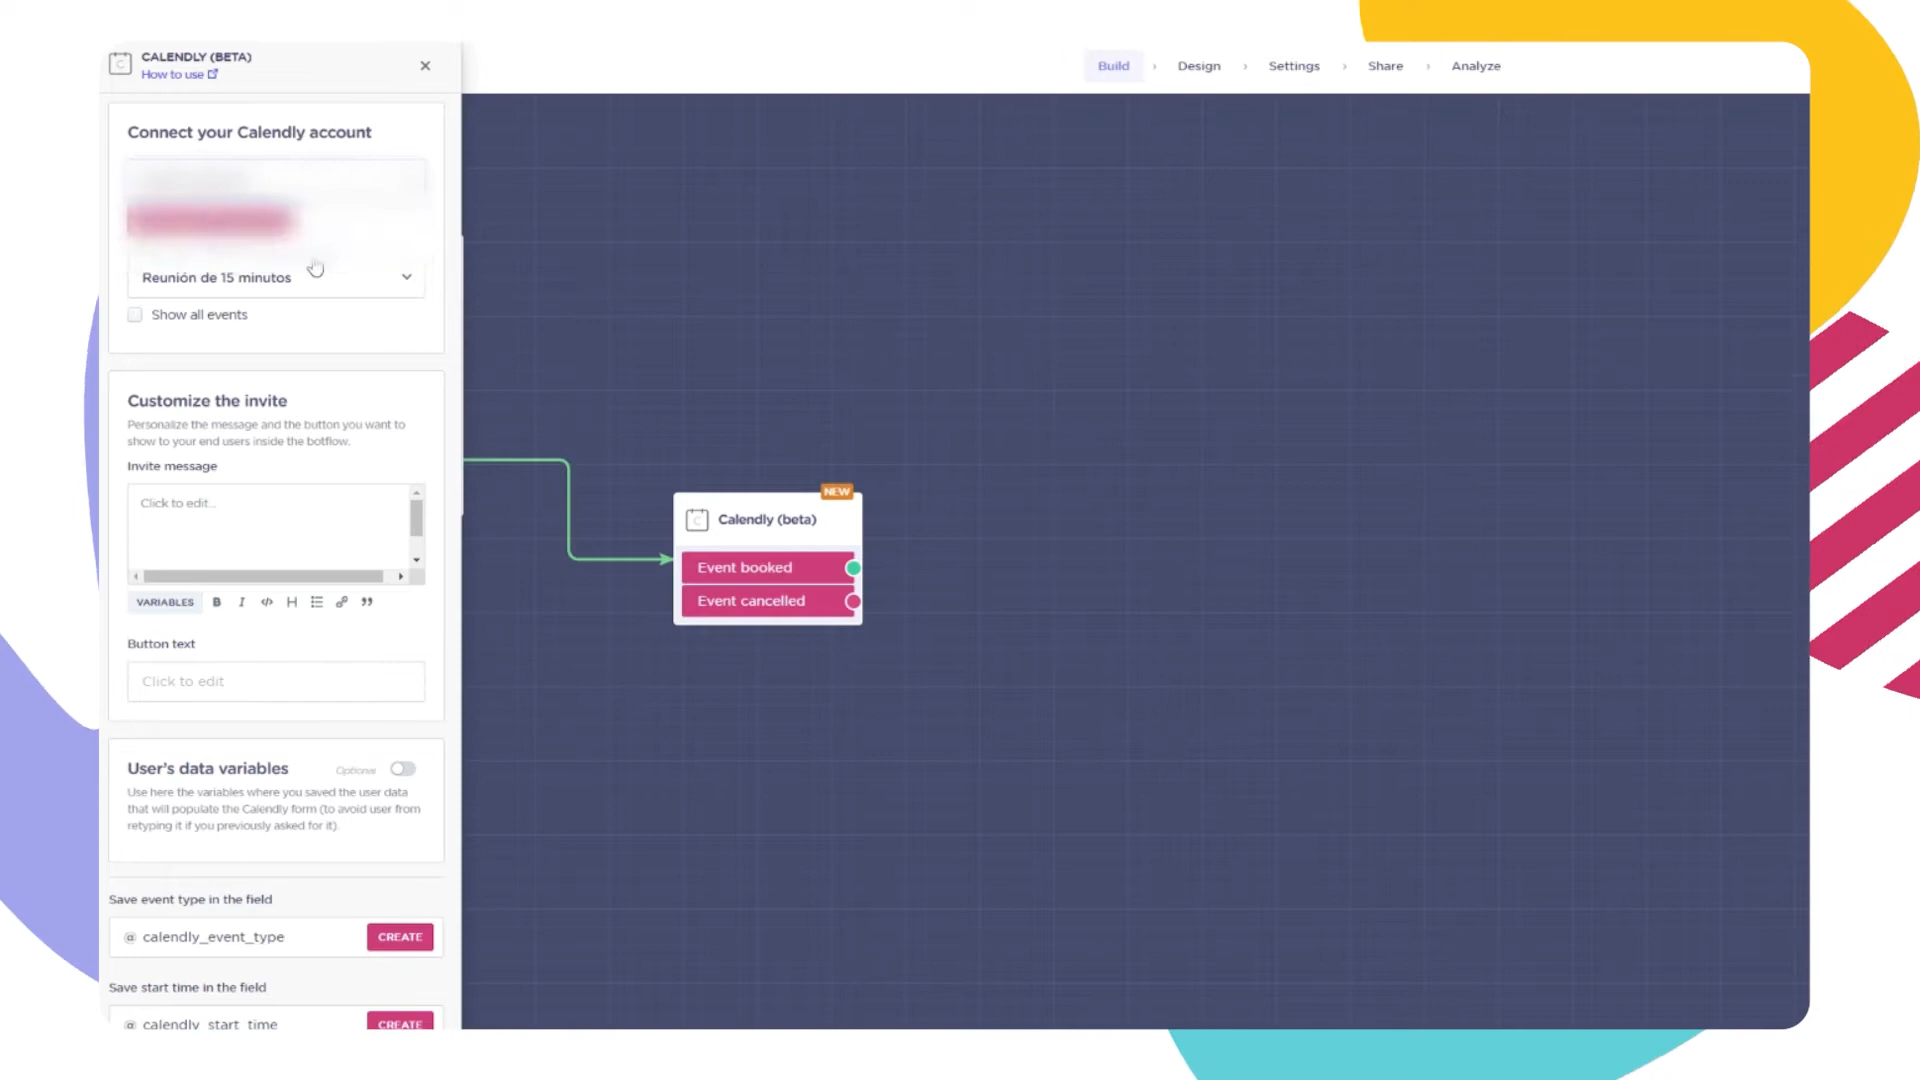 CALENDLY (BETA)
How to use
Build
Design
Settings
Share
Analyze
Connect your Calendly account
Reunión de 15 minutos
Show all events
Customize the invite
Personalize the message and the button you want to
show to your end users inside the botflow.
Invite message
Click to edit...
VARIABLES
Button text
Click to edit
User's data variables
Optional
Use here the variables where you saved the user data
that will populate the Calendly form (to avoid user from
retyping it if you previously asked for it).
Save event type in the field
@ calendly_event_type
CREATE
Save start time in the field
@ calendly_start_time
CREATE
NEW
Calendly (beta)
Event booked
Event cancelled